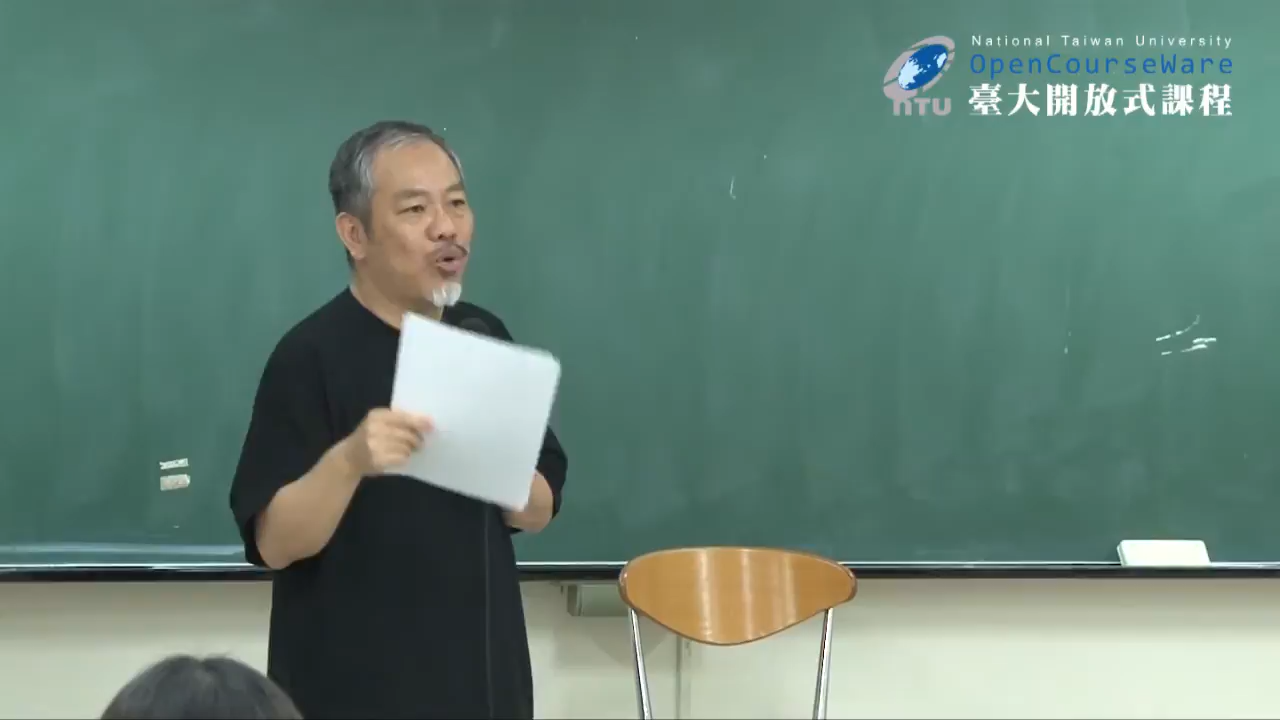 National Taiwan University
OpenCourseWare
臺大開放式課程
NTU